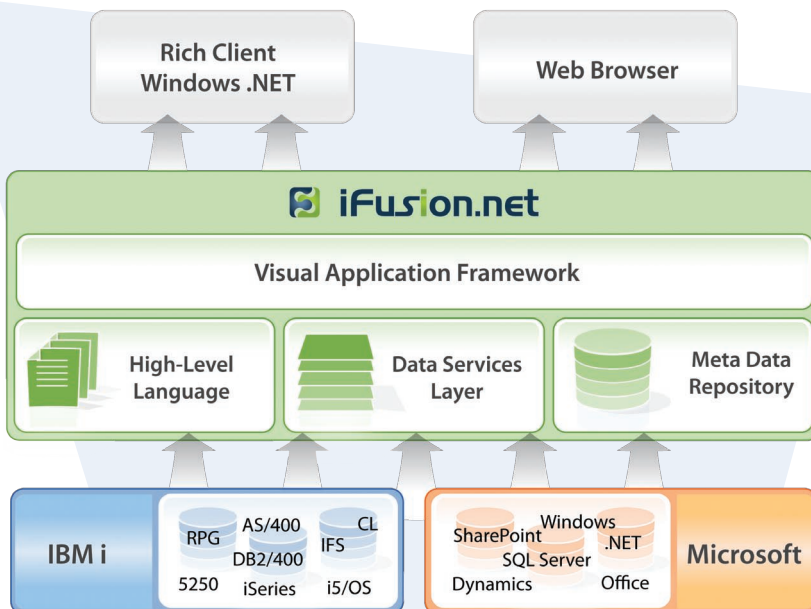 Rich Client
Windows .NET
Web Browser
iFusion.net
Visual Application Framework
High-Level
Language
Data Services
Layer
Meta Data
Repository
IBM i
RPG
AS/400
CL
IFS
DB2/400
5250
iSeries
i5/OS
SharePoint
Windows
.NET
SQL Server
Dynamics
Office
Microsoft